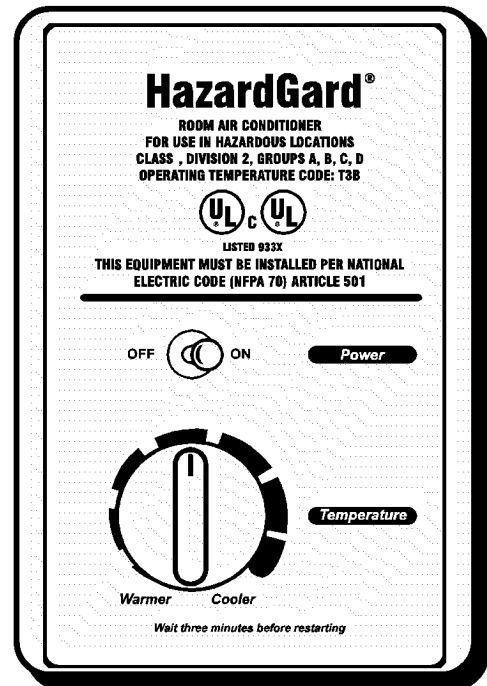 HazardGard®
ROOM AIR CONDITIONER
FOR USE IN HAZARDOUS LOCATIONS
CLASS , DIVISION 2, GROUPS A, B, C, D
OPERATING TEMPERATURE CODE: T3B
UL ® C UL ®
LISTED 933X
THIS EQUIPMENT MUST BE INSTALLED PER NATIONAL
ELECTRIC CODE (NFPA 70) ARTICLE 501
OFF ON Power
Temperature
Warmer Cooler
Wait three minutes before restarting